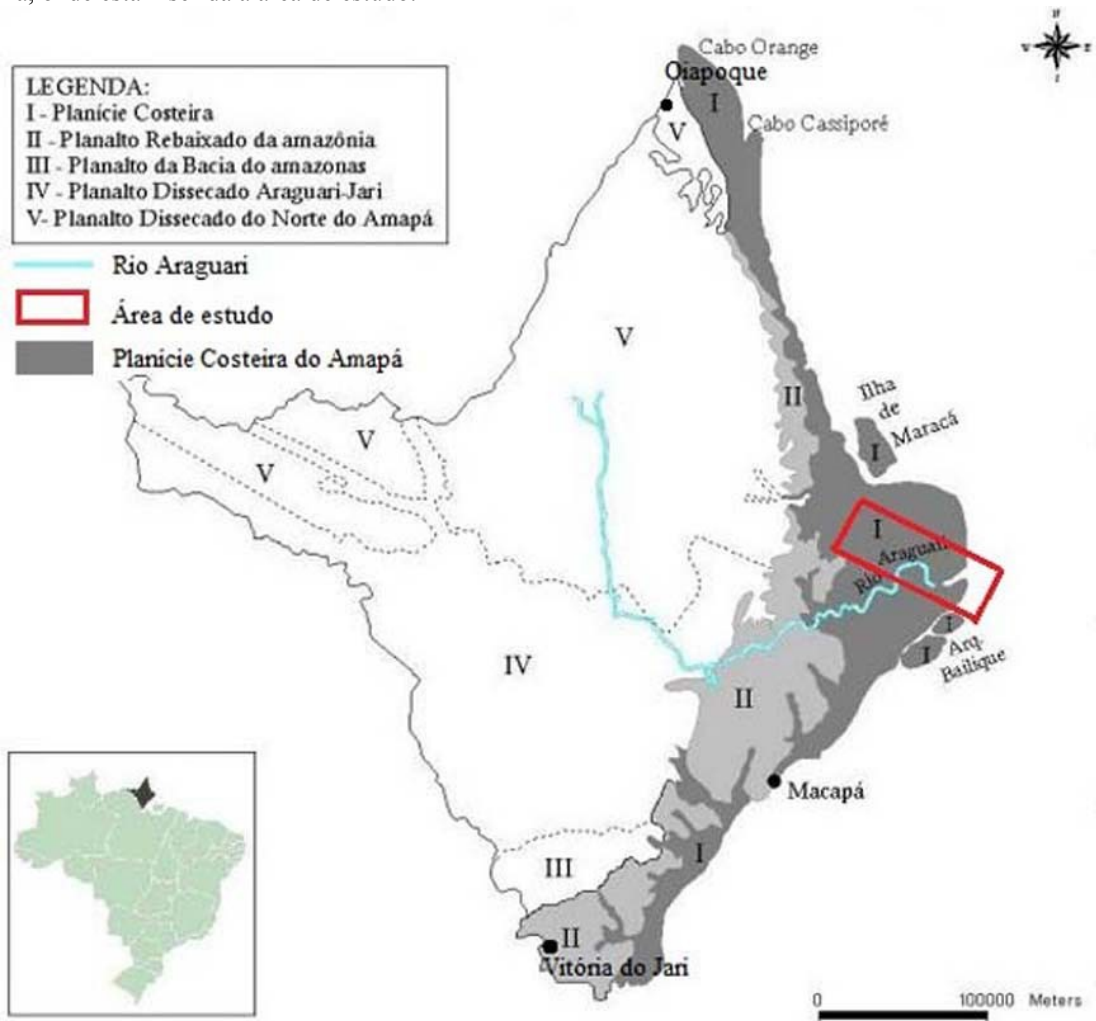 LEGENDA:
I - Planície Costeira
II - Planalto Rebaixado da amazônia
III - Planalto da Bacia do amazonas
IV - Planalto Dissecado Araguari-Jari
V- Planalto Dissecado do Norte do Amapá
Rio Araguari
Área de estudo
Planície Costeira do Amapá
Cabo Orange
Oiapoque
I
Cabo Cassiporé
V
V
II
Ilha
de
Maracá
I
V
V
I
Rio Araguari
I
I
Arq.
Bailique
IV
II
Macapá
I
III
II
Vitória do Jari
0 100000 Meters